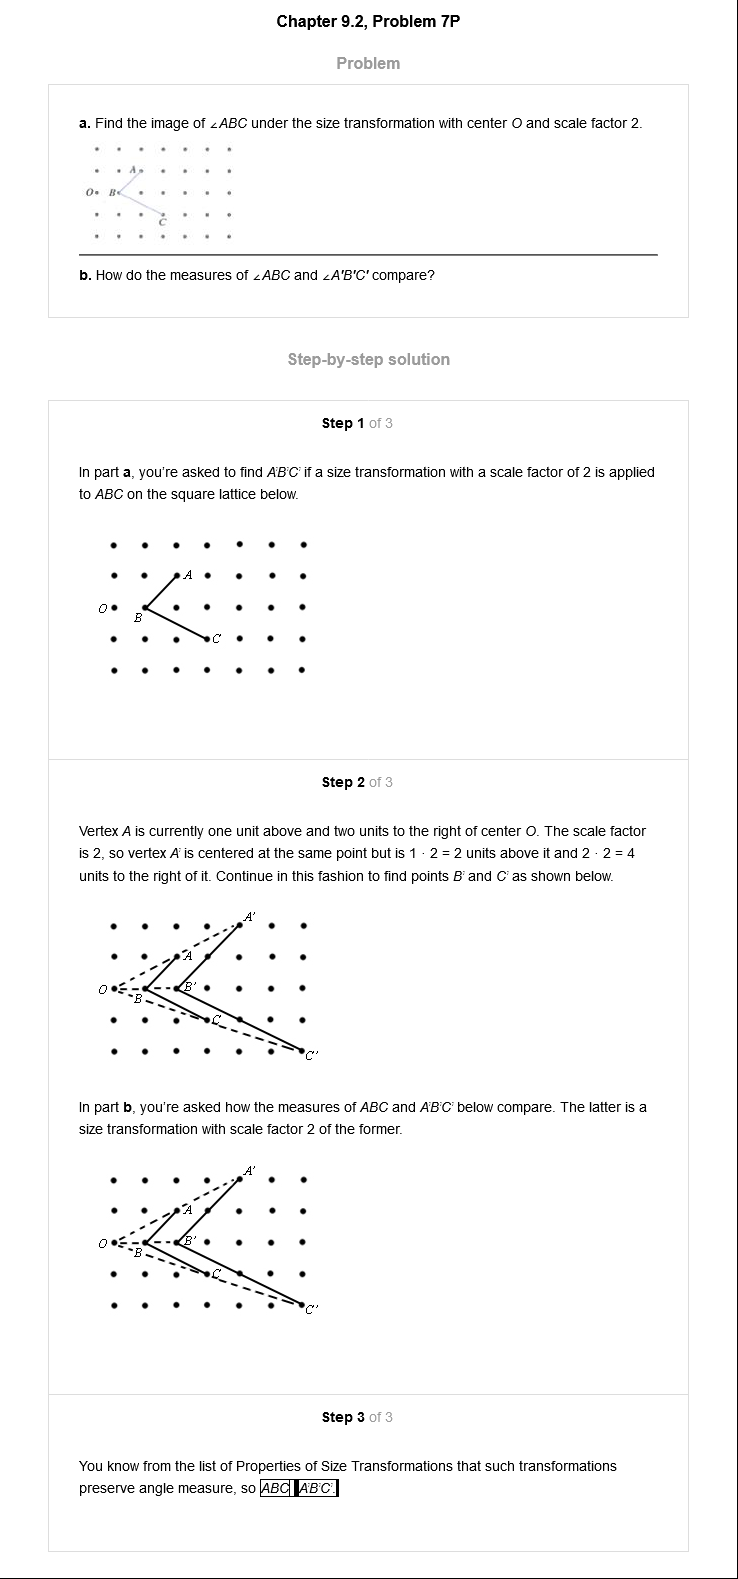 Chapter 9.2, Problem 7P
Problem
a. Find the image of ∠ABC under the size transformation with center O and scale factor 2.
A
O B
C
b. How do the measures of ∠ABC and ∠A'B'C' compare?
Step-by-step solution
Step 1 of 3
In part a, you're asked to find A'B'C' if a size transformation with a scale factor of 2 is applied
to ABC on the square lattice below.
A
O
B
C
Step 2 of 3
Vertex A is currently one unit above and two units to the right of center O. The scale factor
is 2, so vertex A' is centered at the same point but is 1 · 2 = 2 units above it and 2 · 2 = 4
units to the right of it. Continue in this fashion to find points B' and C' as shown below.
A'
A
O B'
B
C
C'
In part b, you're asked how the measures of ABC and A'B'C' below compare. The latter is a
size transformation with scale factor 2 of the former.
A'
A
O B'
B
C
C'
Step 3 of 3
You know from the list of Properties of Size Transformations that such transformations
preserve angle measure, so ABC A'B'C'.